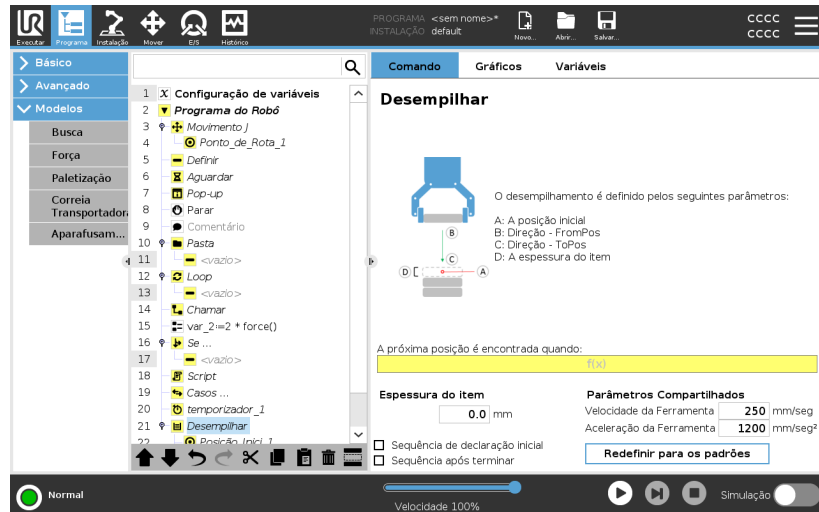 UR
Executar
Programa
Instalação
Mover
E/S
Histórico
PROGRAMA <sem nome>*
INSTALAÇÃO default
Novo...
Abrir...
Salvar...
cccc
cccc
Básico
Avançado
Modelos
Busca
Força
Paletização
Correia
Transportadora
Aparafusam...
1 X Configuração de variáveis
2 Programa do Robô
3 Movimento J
4 Ponto_de_Rota_1
5 Definir
6 Aguardar
7 Pop-up
8 Parar
9 Comentário
10 Pasta
11 <vazio>
12 Loop
13 <vazio>
14 Chamar
15 var_2:=2 * force()
16 Se ...
17 <vazio>
18 Script
19 Casos ...
20 temporizador_1
21 Desempilhar
22 Posição_Inici_1
Comando Gráficos Variáveis
Desempilhar
O desempilhamento é definido pelos seguintes parâmetros:
A: A posição inicial
B: Direção - FromPos
C: Direção - ToPos
D: A espessura do item
B
C
D
A
A próxima posição é encontrada quando:
f(x)
Espessura do item
0.0 mm
Sequência de declaração inicial
Sequência após terminar
Parâmetros Compartilhados
Velocidade da Ferramenta 250 mm/seg
Aceleração da Ferramenta 1200 mm/seg²
Redefinir para os padrões
Normal
Velocidade 100%
Simulação